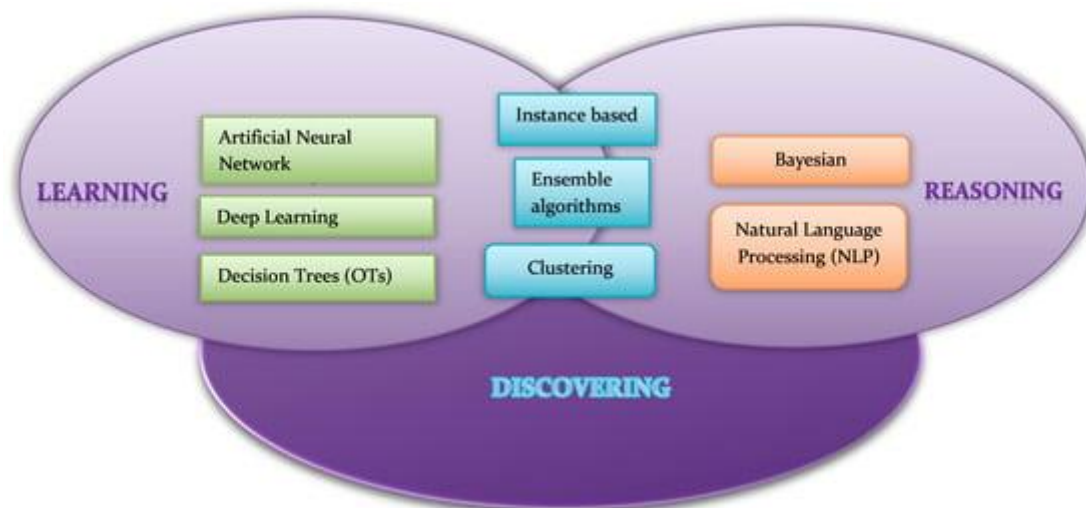 LEARNING
Artificial Neural
Network
Deep Learning
Decision Trees (OTs)
Instance based
Ensemble
algorithms
Clustering
Bayesian
Natural Language
Processing (NLP)
REASONING
DISCOVERING